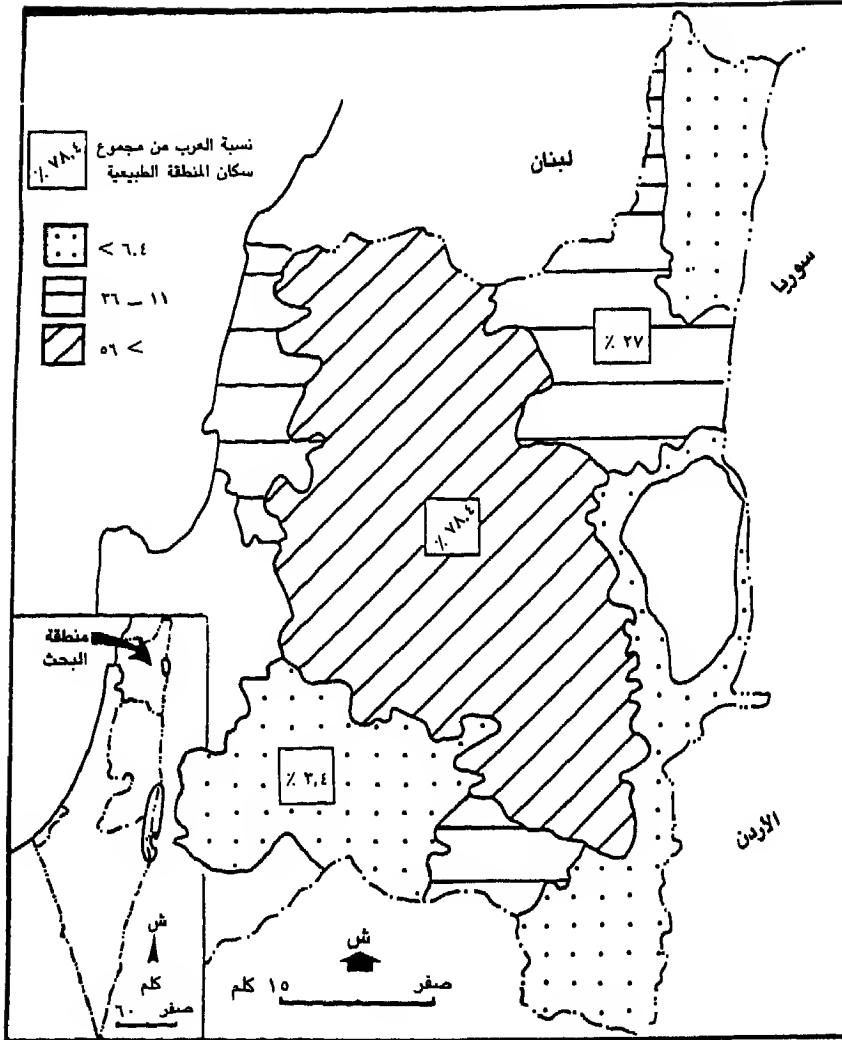 نسبة العرب من مجموع
سكان المنطقة الطبيعية
٧٨.٤ ٪
< ٦.٤
١١ – ٣٦
٥٦ <
لبنان
سوريا
٢٧ ٪
٧٨.٤ ٪
٣,٤ ٪
الأردن
منطقة
البحث
ش
كلم
صفر ٦٠
ش
صفر ١٥ كلم